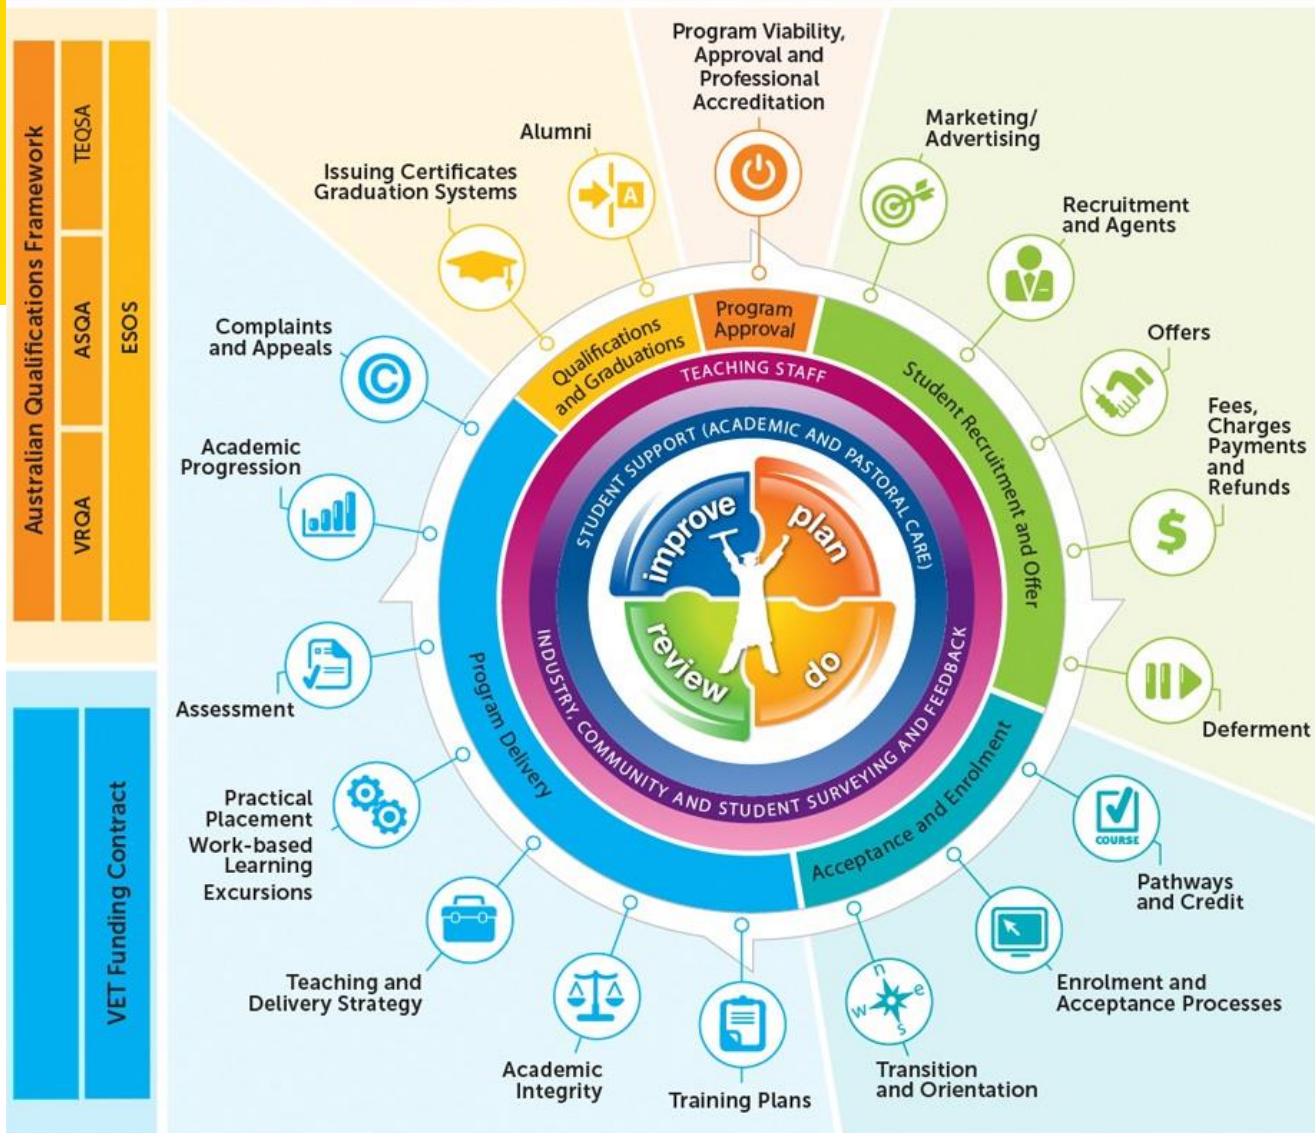 Australian Qualifications Framework
TEQSA
ASQA
VRQA
ESOS
VET Funding Contract
Program Viability,
Approval and
Professional
Accreditation
Marketing/
Advertising
Recruitment
and Agents
Offers
Fees,
Charges
Payments
and
Refunds
$
Deferment
COURSE
Pathways
and Credit
Enrolment and
Acceptance Processes
n
e
s
w
Transition
and Orientation
Training Plans
Academic
Integrity
Teaching and
Delivery Strategy
Practical
Placement
Work-based
Learning
Excursions
Assessment
Academic
Progression
Complaints
and Appeals
C
Issuing Certificates
Graduation Systems
Alumni
A
Program
Approval
Student Recruitment and Offer
Acceptance and Enrolment
Program Delivery
Qualifications
and Graduations
TEACHING STAFF
INDUSTRY, COMMUNITY AND STUDENT SURVEYING AND FEEDBACK
STUDENT SUPPORT (ACADEMIC AND PASTORAL CARE)
plan
do
review
improve